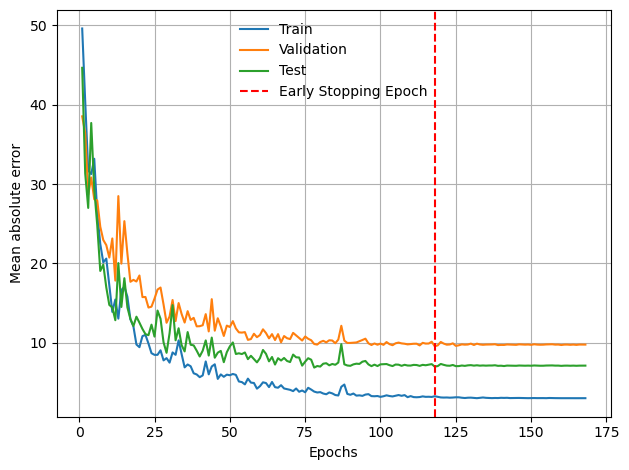 50
40
30
20
10
Mean absolute error
Train
Validation
Test
Early Stopping Epoch
0 25 50 75 100 125 150 175
Epochs